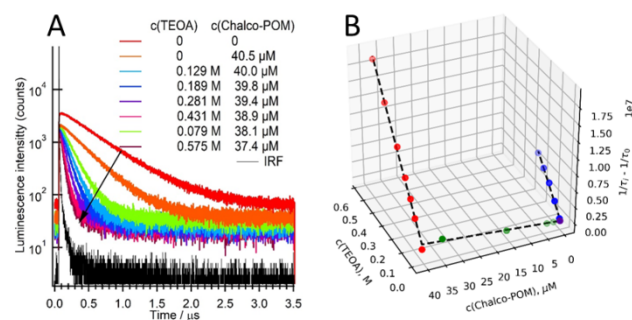 A
c(TEOA) c(Chalco-POM)
0 0
0 40.5 μM
0.129 M 40.0 μM
0.189 M 39.8 μM
0.281 M 39.4 μM
0.431 M 38.9 μM
0.079 M 38.1 μM
0.575 M 37.4 μM
IRF
Luminescence intensity (counts)
10⁴
10³
10²
10¹
0.0 0.5 1.0 1.5 2.0 2.5 3.0 3.5
Time / μs
B
1e7
1.75
1.50
1.25
1.00
0.75
0.50
0.25
0.00
1/τᵢ - 1/τ₀
0.6
0.5
0.4
0.3
0.2
0.1
0.0
c(TEOA), M
40 35 30 25 20 15 10 5 0
c(Chalco-POM), μM